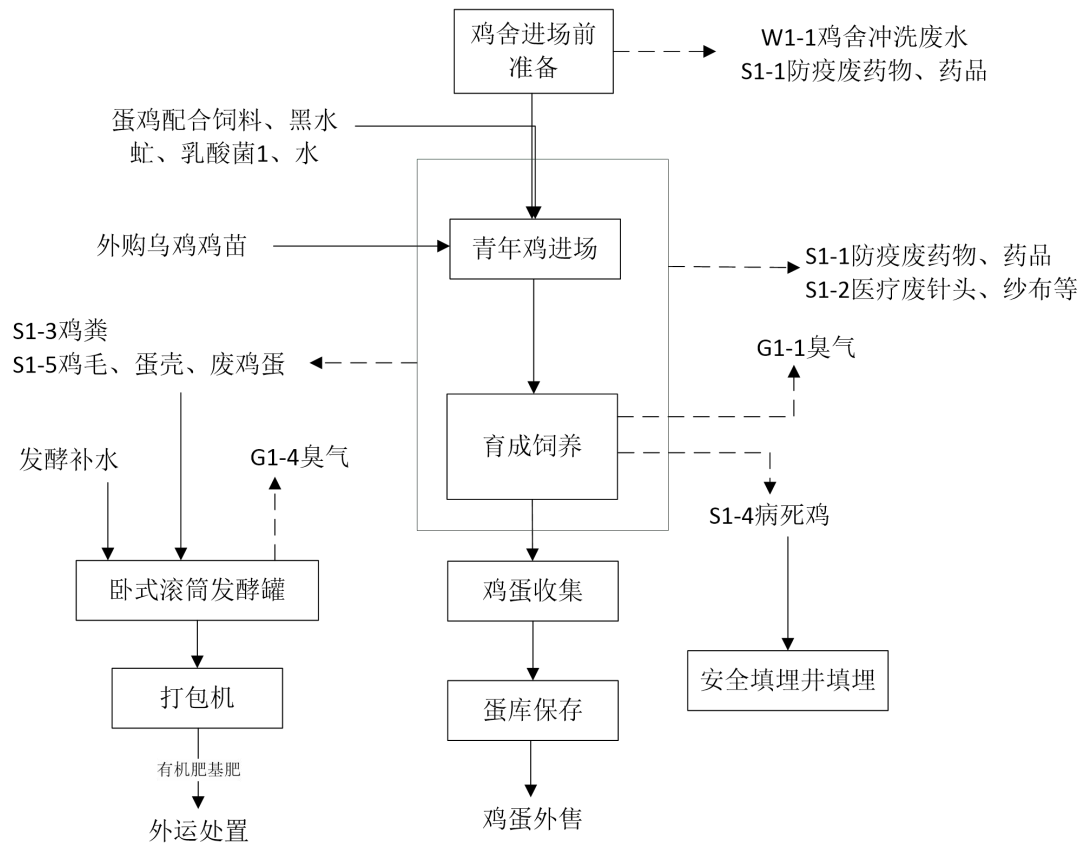 鸡舍进场前
准备
W1-1鸡舍冲洗废水
S1-1防疫废药物、药品
蛋鸡配合饲料、黑水
虻、乳酸菌1、水
外购乌鸡鸡苗
青年鸡进场
S1-1防疫废药物、药品
S1-2医疗废针头、纱布等
S1-3鸡粪
S1-5鸡毛、蛋壳、废鸡蛋
G1-1臭气
育成饲养
发酵补水
G1-4臭气
S1-4病死鸡
卧式滚筒发酵罐
鸡蛋收集
安全填埋井填埋
打包机
蛋库保存
有机肥基肥
外运处置
鸡蛋外售